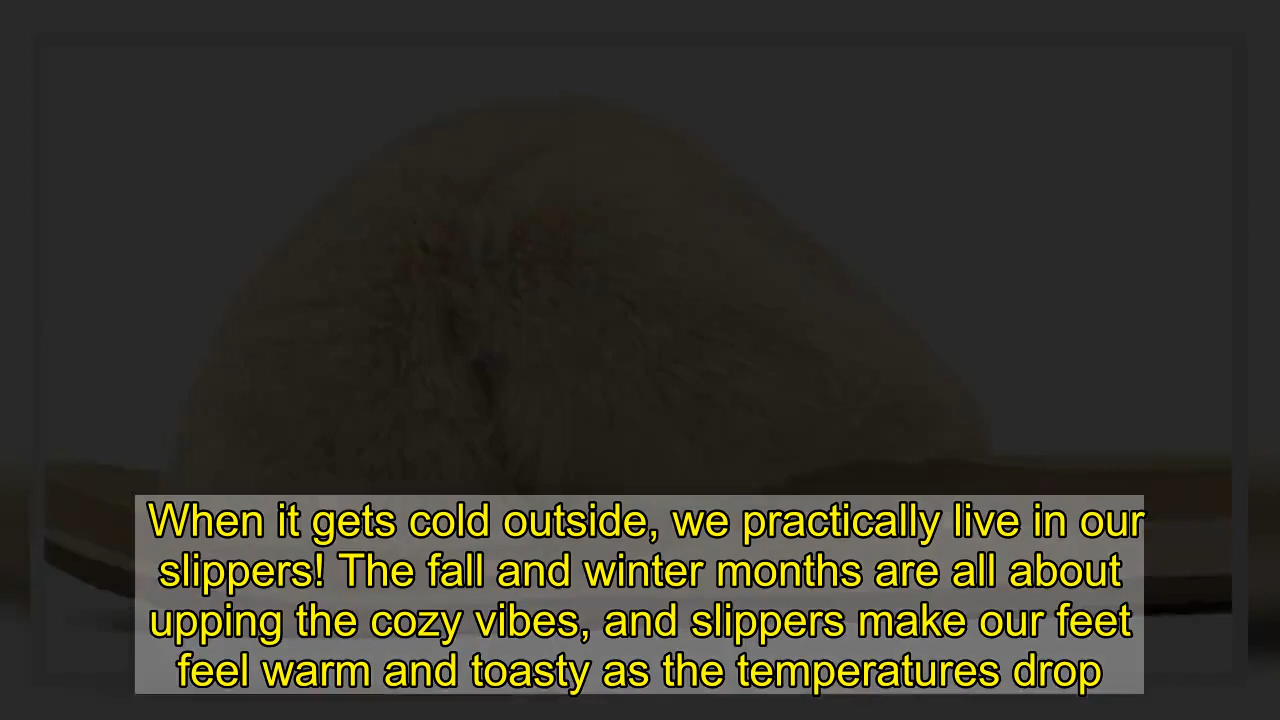 When it gets cold outside, we practically live in our
slippers! The fall and winter months are all about
upping the cozy vibes, and slippers make our feet
feel warm and toasty as the temperatures drop